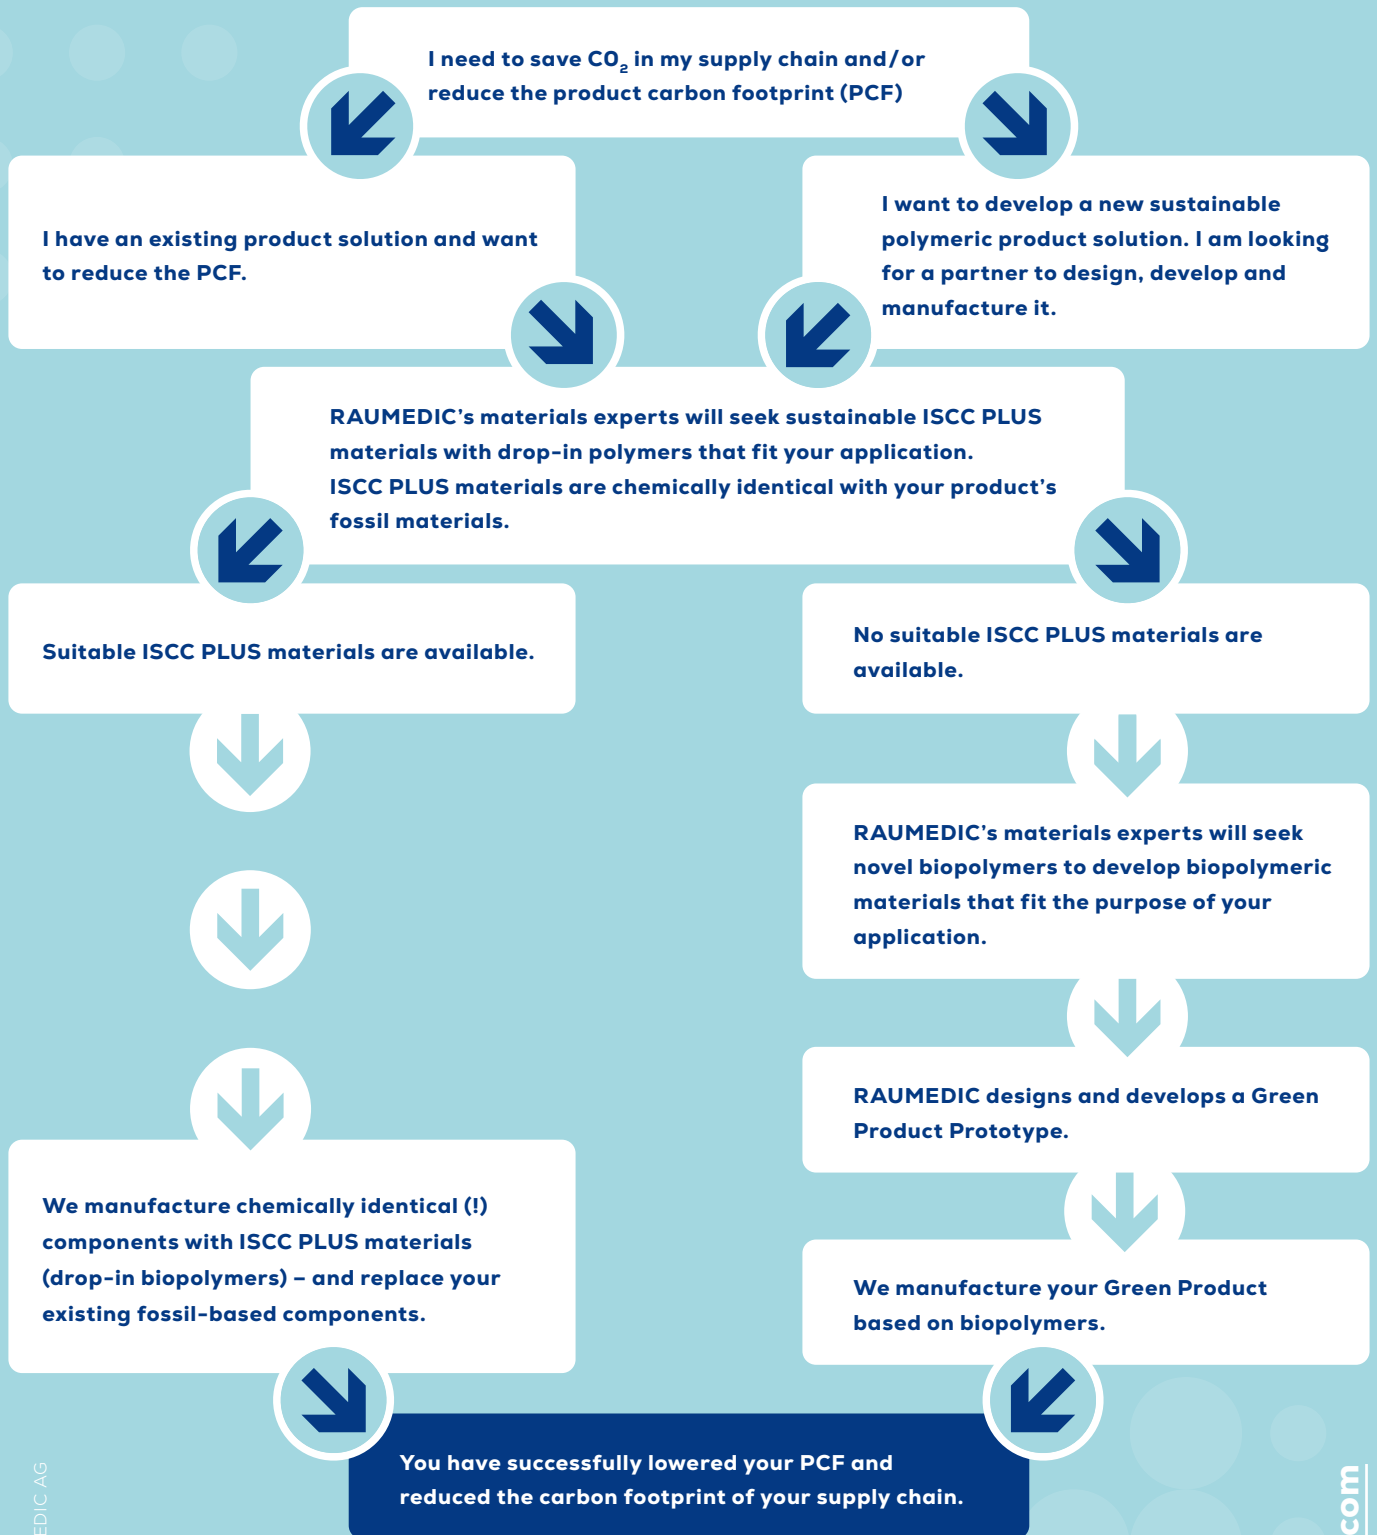 I need to save CO₂ in my supply chain and/or
reduce the product carbon footprint (PCF)
I have an existing product solution and want
to reduce the PCF.
I want to develop a new sustainable
polymeric product solution. I am looking
for a partner to design, develop and
manufacture it.
RAUMEDIC’s materials experts will seek sustainable ISCC PLUS
materials with drop-in polymers that fit your application.
ISCC PLUS materials are chemically identical with your product’s
fossil materials.
Suitable ISCC PLUS materials are available.
No suitable ISCC PLUS materials are
available.
RAUMEDIC’s materials experts will seek
novel biopolymers to develop biopolymeric
materials that fit the purpose of your
application.
RAUMEDIC designs and develops a Green
Product Prototype.
We manufacture chemically identical (!)
components with ISCC PLUS materials
(drop-in biopolymers) – and replace your
existing fossil-based components.
We manufacture your Green Product
based on biopolymers.
You have successfully lowered your PCF and
reduced the carbon footprint of your supply chain.
EDIC AG
com